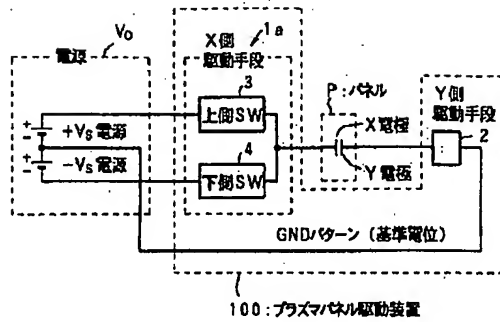 電源
V₀
X側
駆動手段
1a
3
上側SW
4
下側SW
+
-
+Vs電源
+
-
-Vs電源
P:パネル
X電極
Y電極
Y側
駆動手段
2
GNDパターン(基準電位)
100:プラズマパネル駆動装置